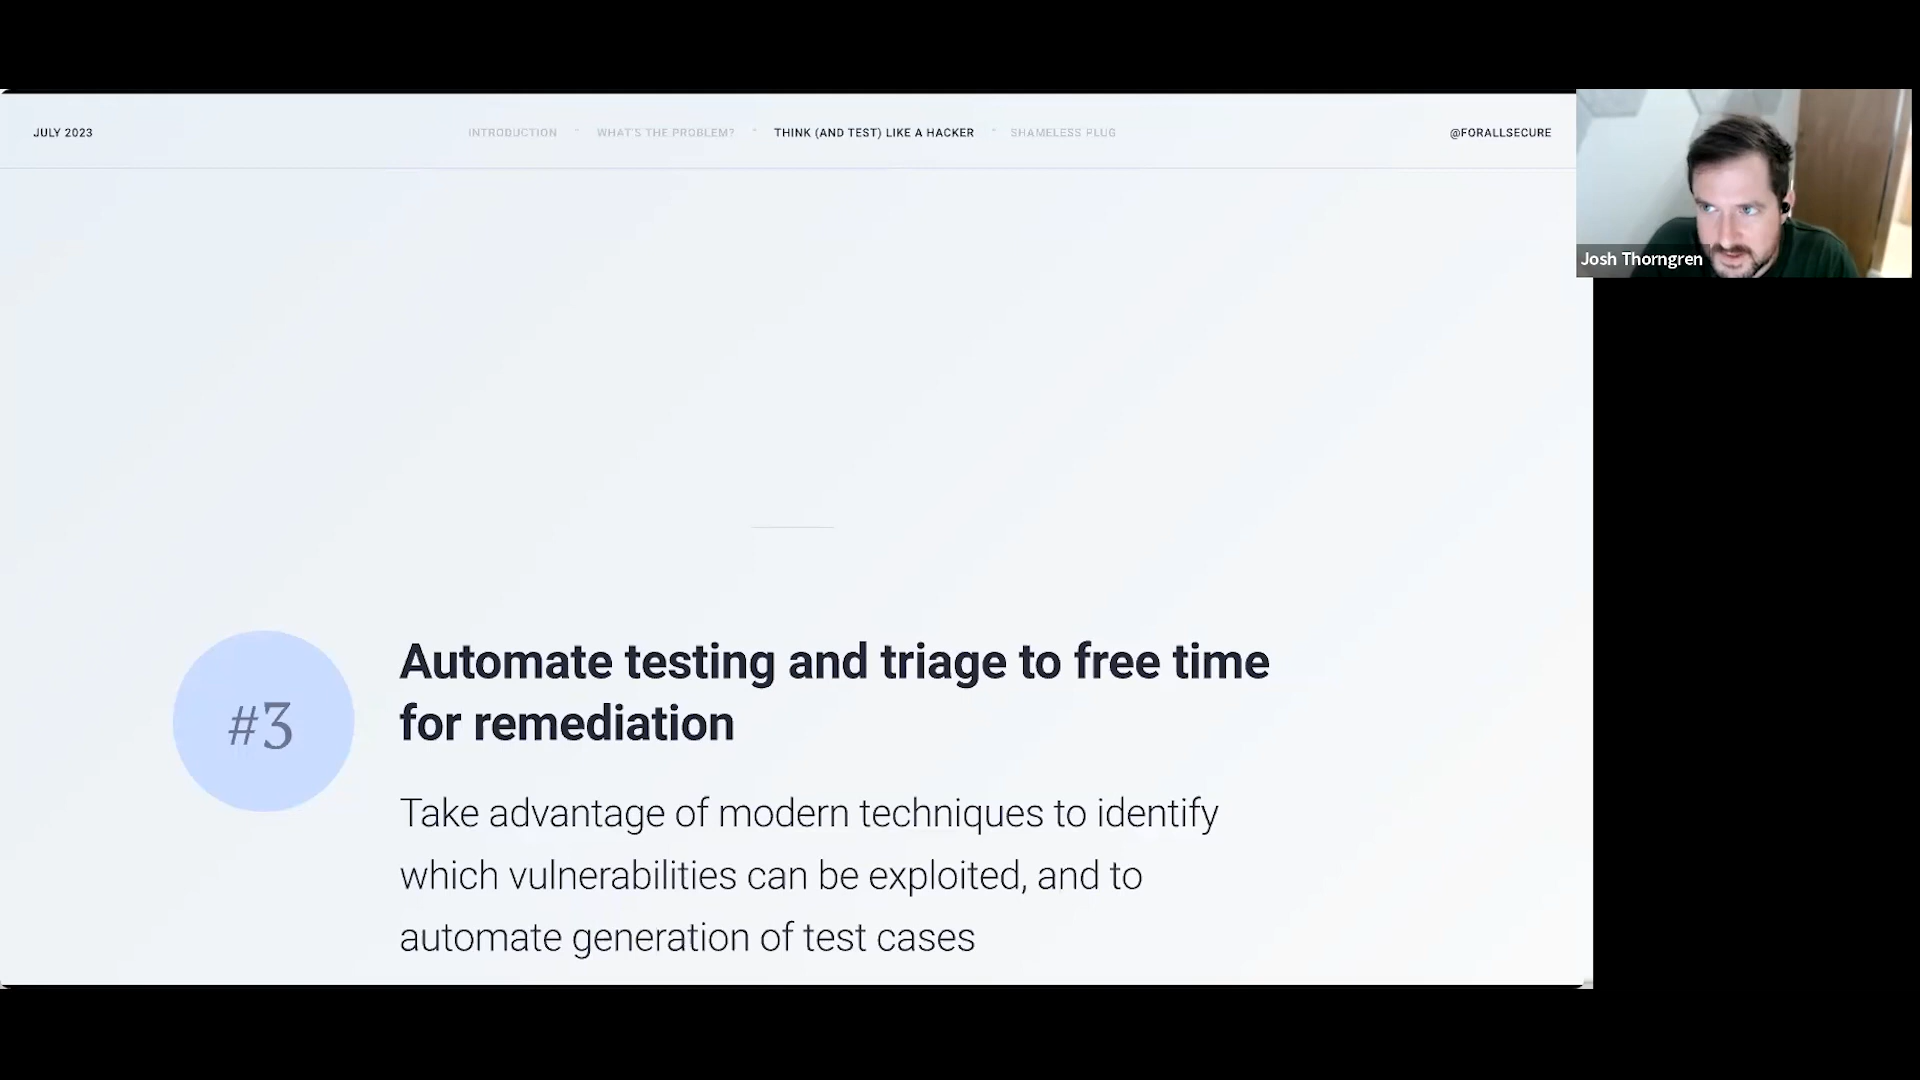 JULY 2023
INTRODUCTION
WHAT'S THE PROBLEM?
THINK (AND TEST) LIKE A HACKER
SHAMELESS PLUG
@FORALLSECURE
Josh Thorngren
#3
Automate testing and triage to free time
for remediation
Take advantage of modern techniques to identify
which vulnerabilities can be exploited, and to
automate generation of test cases